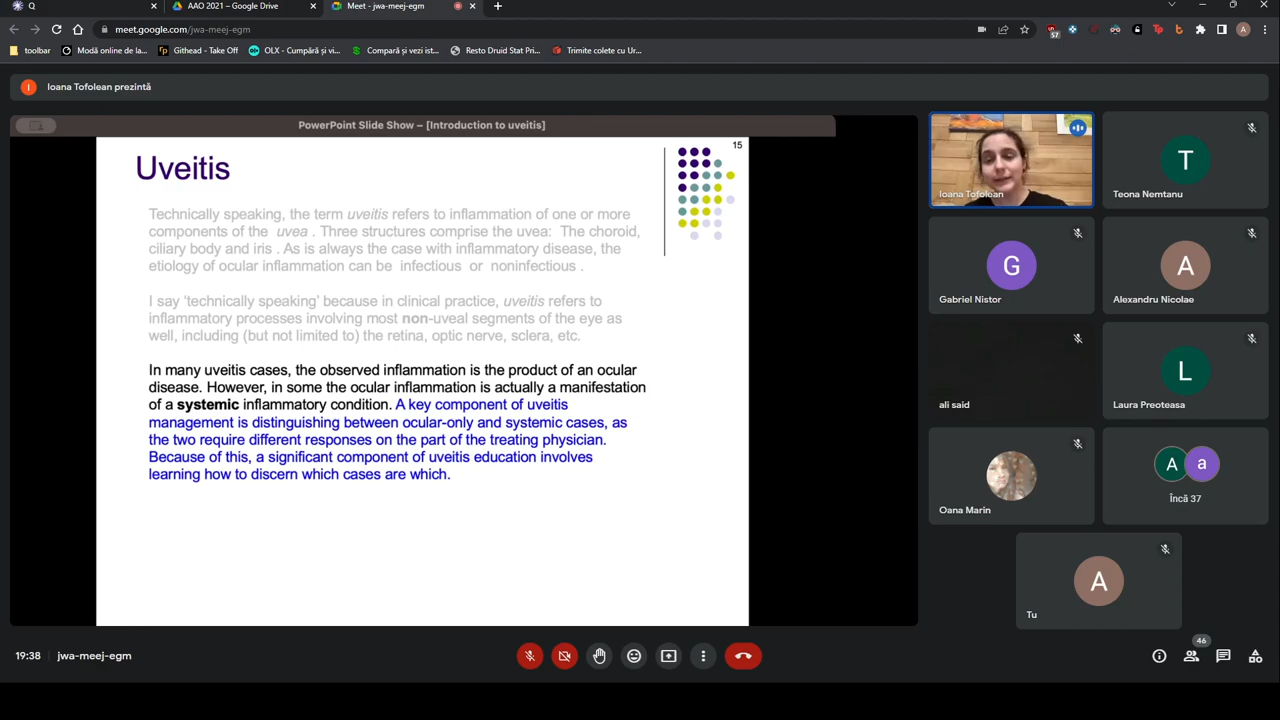 Q
AAO 2021 – Google Drive
Meet - jwa-meej-egm
meet.google.com/jwa-meej-egm
57
A
toolbar
Modă online de la...
Githead - Take Off
OLX - Cumpără și vi...
Compară și vezi ist...
Resto Druid Stat Pri...
Trimite colete cu Ur...
I
Ioana Tofolean prezintă
PowerPoint Slide Show – [Introduction to uveitis]
15
Uveitis
Technically speaking, the term uveitis refers to inflammation of one or more
components of the uvea . Three structures comprise the uvea: The choroid,
ciliary body and iris . As is always the case with inflammatory disease, the
etiology of ocular inflammation can be infectious or noninfectious .
I say ‘technically speaking’ because in clinical practice, uveitis refers to
inflammatory processes involving most non-uveal segments of the eye as
well, including (but not limited to) the retina, optic nerve, sclera, etc.
In many uveitis cases, the observed inflammation is the product of an ocular
disease. However, in some the ocular inflammation is actually a manifestation
of a systemic inflammatory condition. A key component of uveitis
management is distinguishing between ocular-only and systemic cases, as
the two require different responses on the part of the treating physician.
Because of this, a significant component of uveitis education involves
learning how to discern which cases are which.
Ioana Tofolean
T
Teona Nemtanu
G
Gabriel Nistor
A
Alexandru Nicolae
ali said
L
Laura Preoteasa
Oana Marin
A
a
Încă 37
A
Tu
19:38
jwa-meej-egm
46